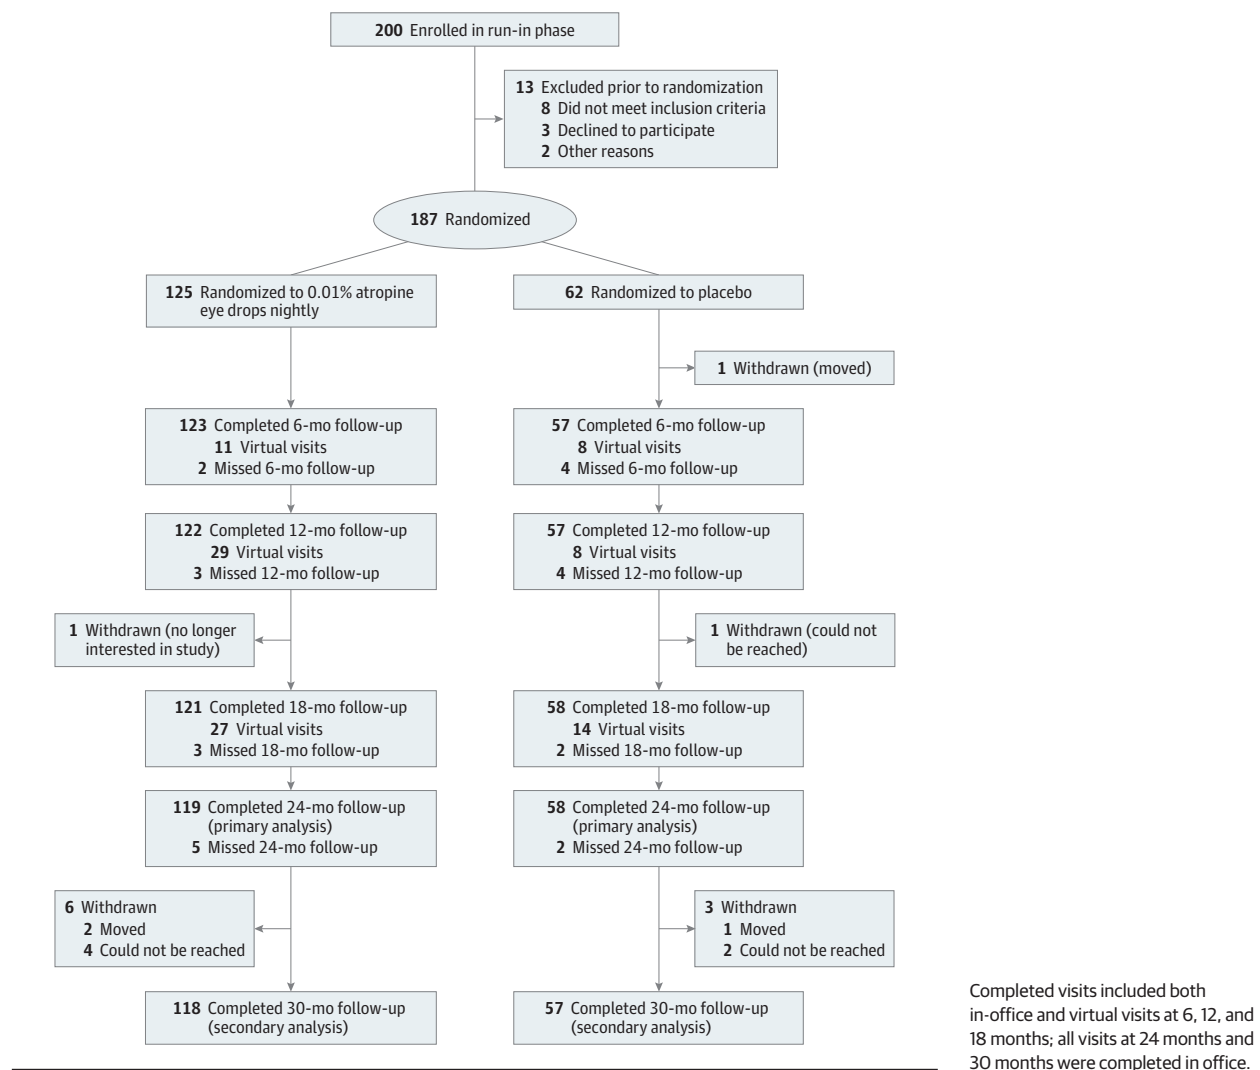 200 Enrolled in run-in phase
13 Excluded prior to randomization
8 Did not meet inclusion criteria
3 Declined to participate
2 Other reasons
187 Randomized
125 Randomized to 0.01% atropine
eye drops nightly
62 Randomized to placebo
1 Withdrawn (moved)
123 Completed 6-mo follow-up
11 Virtual visits
2 Missed 6-mo follow-up
57 Completed 6-mo follow-up
8 Virtual visits
4 Missed 6-mo follow-up
122 Completed 12-mo follow-up
29 Virtual visits
3 Missed 12-mo follow-up
57 Completed 12-mo follow-up
8 Virtual visits
4 Missed 12-mo follow-up
1 Withdrawn (no longer
interested in study)
1 Withdrawn (could not
be reached)
121 Completed 18-mo follow-up
27 Virtual visits
3 Missed 18-mo follow-up
58 Completed 18-mo follow-up
14 Virtual visits
2 Missed 18-mo follow-up
119 Completed 24-mo follow-up
(primary analysis)
5 Missed 24-mo follow-up
58 Completed 24-mo follow-up
(primary analysis)
2 Missed 24-mo follow-up
6 Withdrawn
2 Moved
4 Could not be reached
3 Withdrawn
1 Moved
2 Could not be reached
118 Completed 30-mo follow-up
(secondary analysis)
57 Completed 30-mo follow-up
(secondary analysis)
Completed visits included both
in-office and virtual visits at 6, 12, and
18 months; all visits at 24 months and
30 months were completed in office.